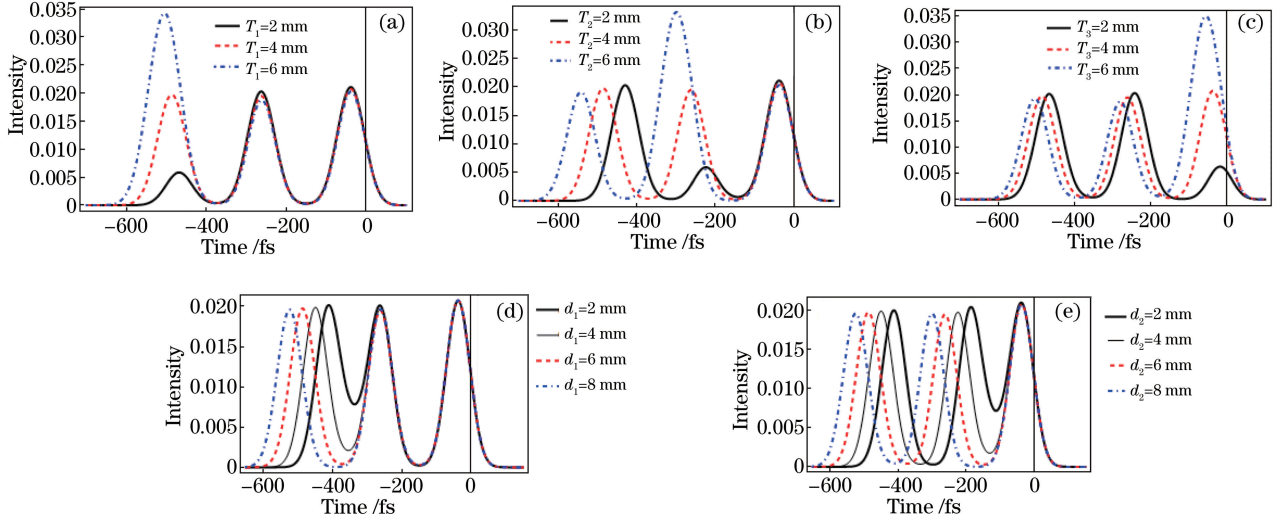 (a)
T₁=2 mm
T₁=4 mm
T₁=6 mm
0.035
0.030
0.025
0.020
0.015
0.010
0.005
0
Intensity
−600 −400 −200 0
Time /fs
(b)
T₂=2 mm
T₂=4 mm
T₂=6 mm
0.030
0.025
0.020
0.015
0.010
0.005
0
Intensity
−600 −400 −200 0
Time /fs
(c)
T₃=2 mm
T₃=4 mm
T₃=6 mm
0.035
0.030
0.025
0.020
0.015
0.010
0.005
0
Intensity
−600 −400 −200 0
Time /fs
(d)
d₁=2 mm
d₁=4 mm
d₁=6 mm
d₁=8 mm
0.020
0.015
0.010
0.005
0
Intensity
−600 −400 −200 0
Time /fs
(e)
d₂=2 mm
d₂=4 mm
d₂=6 mm
d₂=8 mm
0.020
0.015
0.010
0.005
0
Intensity
−600 −400 −200 0
Time /fs